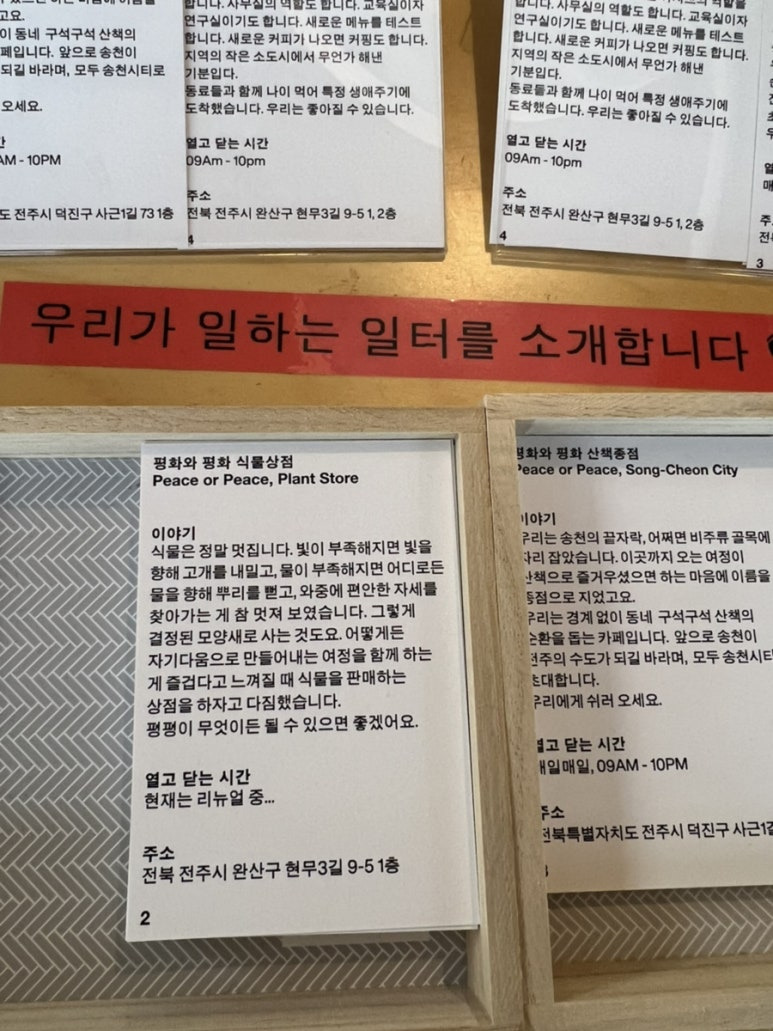 이 동네 구석구석 산책의
페입니다. 앞으로 송천이
되길 바라며, 모두 송천시티로
오세요.
AM - 10PM
도 전주시 덕진구 사근1길 73 1층
합니다. 사무실의 역할도 합니다. 교육실이자
연구실이기도 합니다. 새로운 메뉴를 테스트
합니다. 새로운 커피가 나오면 커핑도 합니다.
지역의 작은 소도시에서 무언가 해낸
기분입니다.
동료들과 함께 나이 먹어 특정 생애주기에
도착했습니다. 우리는 좋아질 수 있습니다.
열고 닫는 시간
09Am - 10pm
주소
전북 전주시 완산구 현무3길 9-5 1, 2층
4
합니다. 사무실의 역할도 합니다. 교육실이자
연구실이기도 합니다. 새로운 메뉴를 테스트
합니다. 새로운 커피가 나오면 커핑도 합니다.
지역의 작은 소도시에서 무언가 해낸
기분입니다.
동료들과 함께 나이 먹어 특정 생애주기에
도착했습니다. 우리는 좋아질 수 있습니다.
열고 닫는 시간
09Am - 10pm
주소
전북 전주시 완산구 현무3길 9-5 1, 2층
4
3
우리가 일하는 일터를 소개합니다
평화와 평화 식물상점
Peace or Peace, Plant Store
이야기
식물은 정말 멋집니다. 빛이 부족해지면 빛을
향해 고개를 내밀고, 물이 부족해지면 어디로든
물을 향해 뿌리를 뻗고, 와중에 편안한 자세를
찾아가는 게 참 멋져 보였습니다. 그렇게
결정된 모양새로 사는 것도요. 어떻게든
자기다움으로 만들어내는 여정을 함께 하는
게 즐겁다고 느껴질 때 식물을 판매하는
상점을 하자고 다짐했습니다.
평평이 무엇이든 될 수 있으면 좋겠어요.
열고 닫는 시간
현재는 리뉴얼 중...
주소
전북 전주시 완산구 현무3길 9-5 1층
2
평화와 평화 산책종점
Peace or Peace, Song-Cheon City
이야기
우리는 송천의 끝자락, 어쩌면 비주류 골목에
자리 잡았습니다. 이곳까지 오는 여정이
산책으로 즐거우셨으면 하는 마음에 이름을
종점으로 지었고요.
우리는 경계 없이 동네 구석구석 산책의
순환을 돕는 카페입니다. 앞으로 송천이
전주의 수도가 되길 바라며, 모두 송천시티
초대합니다.
우리에게 쉬러 오세요.
열고 닫는 시간
매일매일, 09AM - 10PM
주소
전북특별자치도 전주시 덕진구 사근1길
3